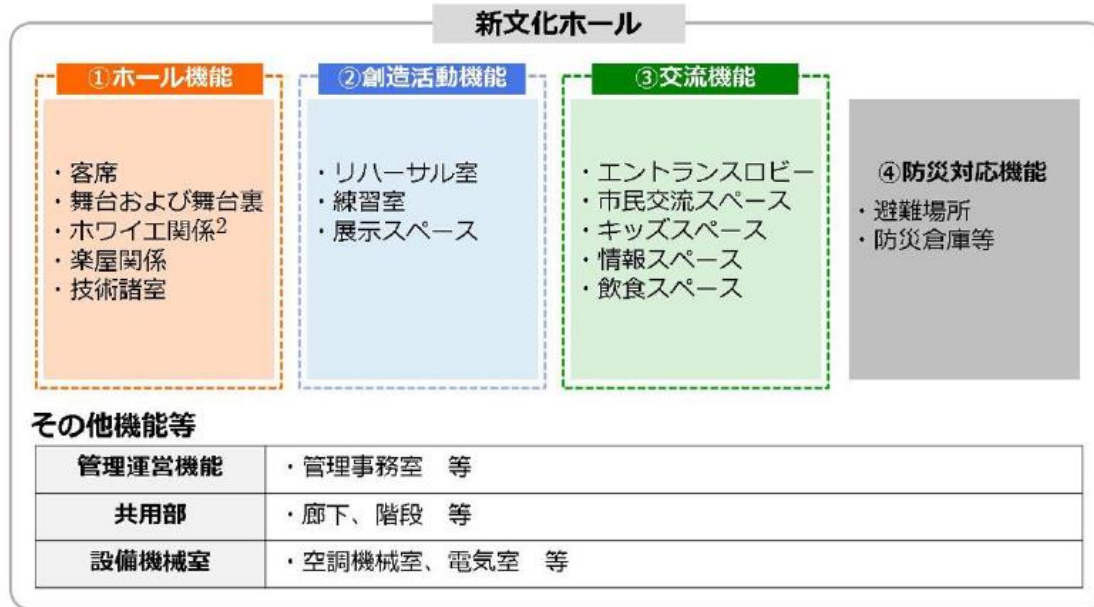 新文化ホール
①ホール機能
・客席
・舞台および舞台裏
・ホワイエ関係2
・楽屋関係
・技術諸室
②創造活動機能
・リハーサル室
・練習室
・展示スペース
③交流機能
・エントランスロビー
・市民交流スペース
・キッズスペース
・情報スペース
・飲食スペース
④防災対応機能
・避難場所
・防災倉庫等
その他機能等
管理運営機能 ・管理事務室　等
共用部 ・廊下、階段　等
設備機械室 ・空調機械室、電気室　等